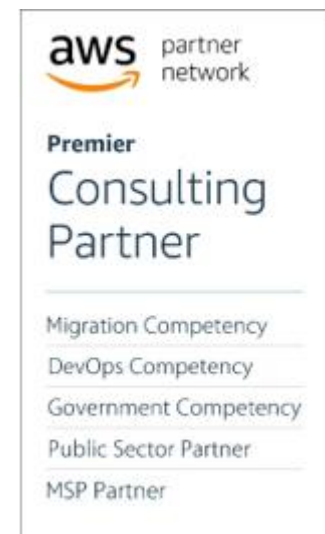 aws partner
network
Premier
Consulting
Partner
Migration Competency
DevOps Competency
Government Competency
Public Sector Partner
MSP Partner